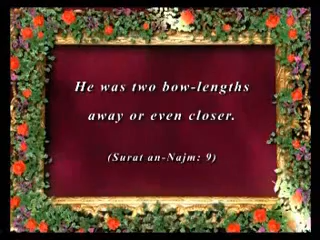 He was two bow-lengths
away or even closer.
(Surat an-Najm: 9)